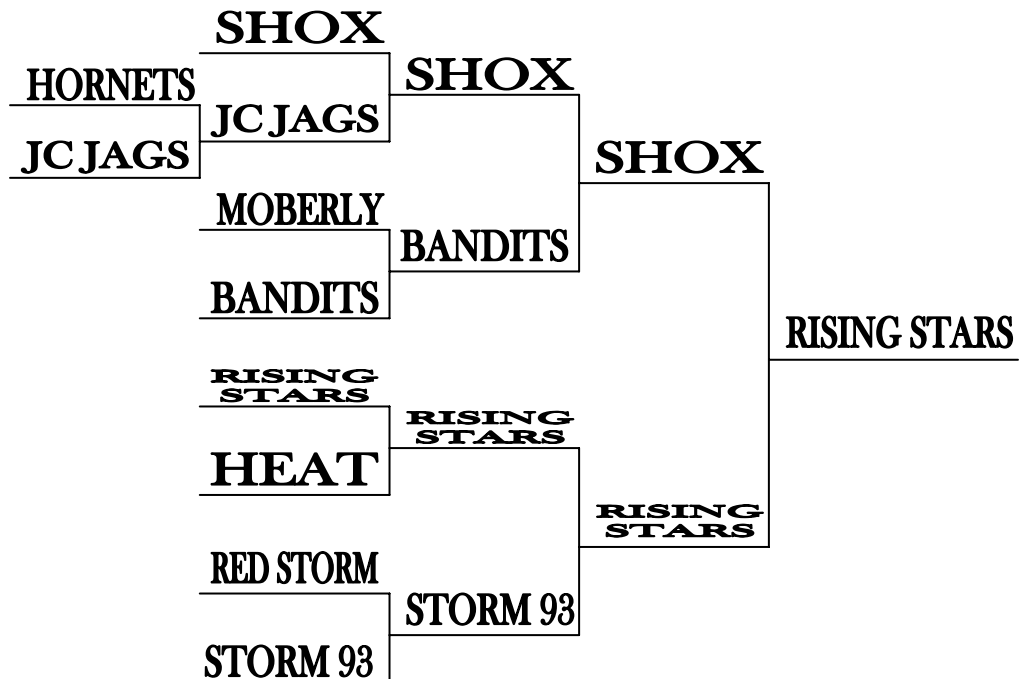 SHOX
HORNETS
SHOX
JC JAGS
JC JAGS
SHOX
MOBERLY
BANDITS
BANDITS
RISING STARS
RISING
STARS
RISING
STARS
HEAT
RISING
STARS
RED STORM
STORM 93
STORM 93